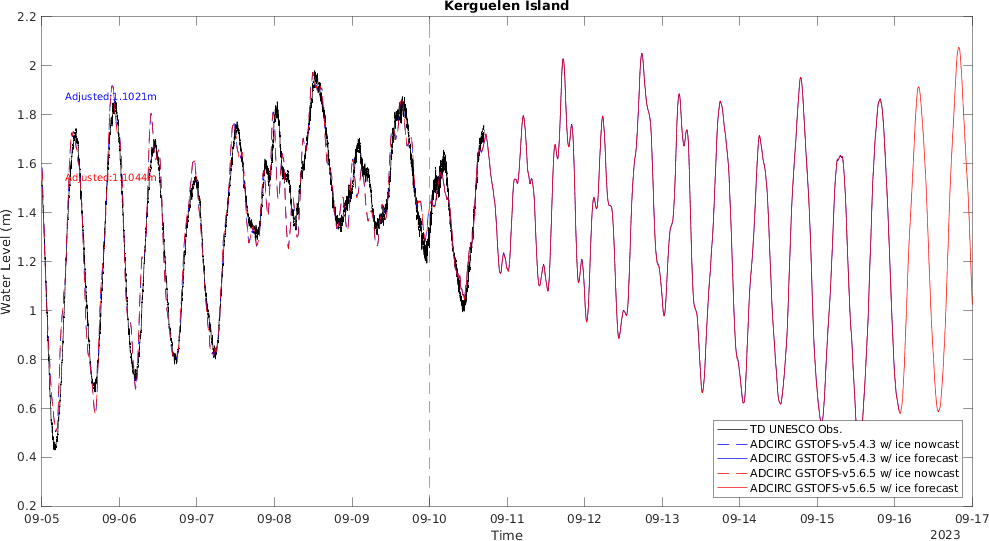 Kerguelen Island
2.2
2
1.8
1.6
1.4
1.2
1
0.8
0.6
0.4
0.2
Water Level (m)
Adjusted:1.1021m
Adjusted:1.1044m
TD UNESCO Obs.
ADCIRC GSTOFS-v5.4.3 w/ ice nowcast
ADCIRC GSTOFS-v5.4.3 w/ ice forecast
ADCIRC GSTOFS-v5.6.5 w/ ice nowcast
ADCIRC GSTOFS-v5.6.5 w/ ice forecast
09-05 09-06 09-07 09-08 09-09 09-10 09-11 09-12 09-13 09-14 09-15 09-16 09-17
Time
2023